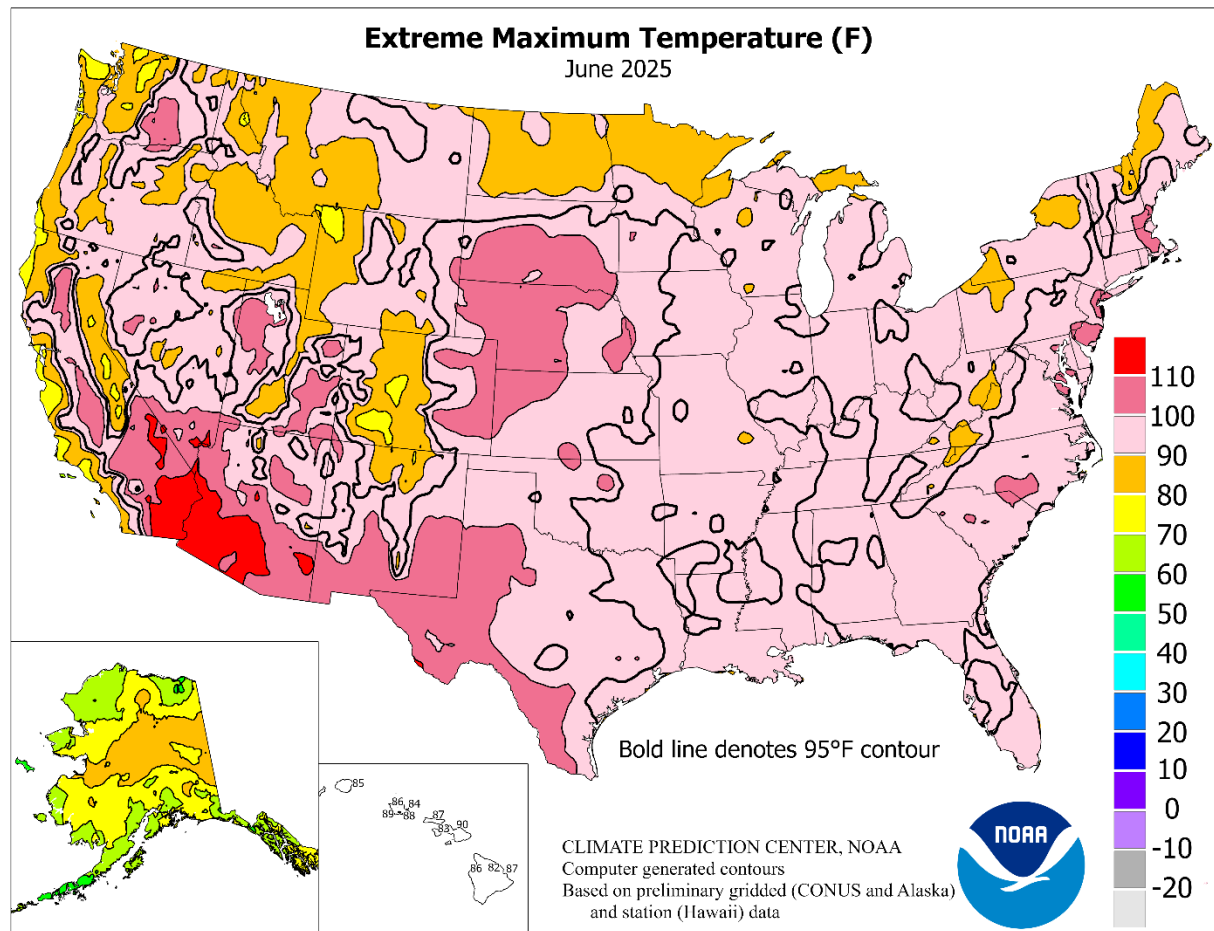 Extreme Maximum Temperature (F)
June 2025
110
100
90
80
70
60
50
40
30
20
10
0
-10
-20
Bold line denotes 95°F contour
85
86 84
89 88
87
83 90
86 82 87
NOAA
CLIMATE PREDICTION CENTER, NOAA
Computer generated contours
Based on preliminary gridded (CONUS and Alaska)
and station (Hawaii) data